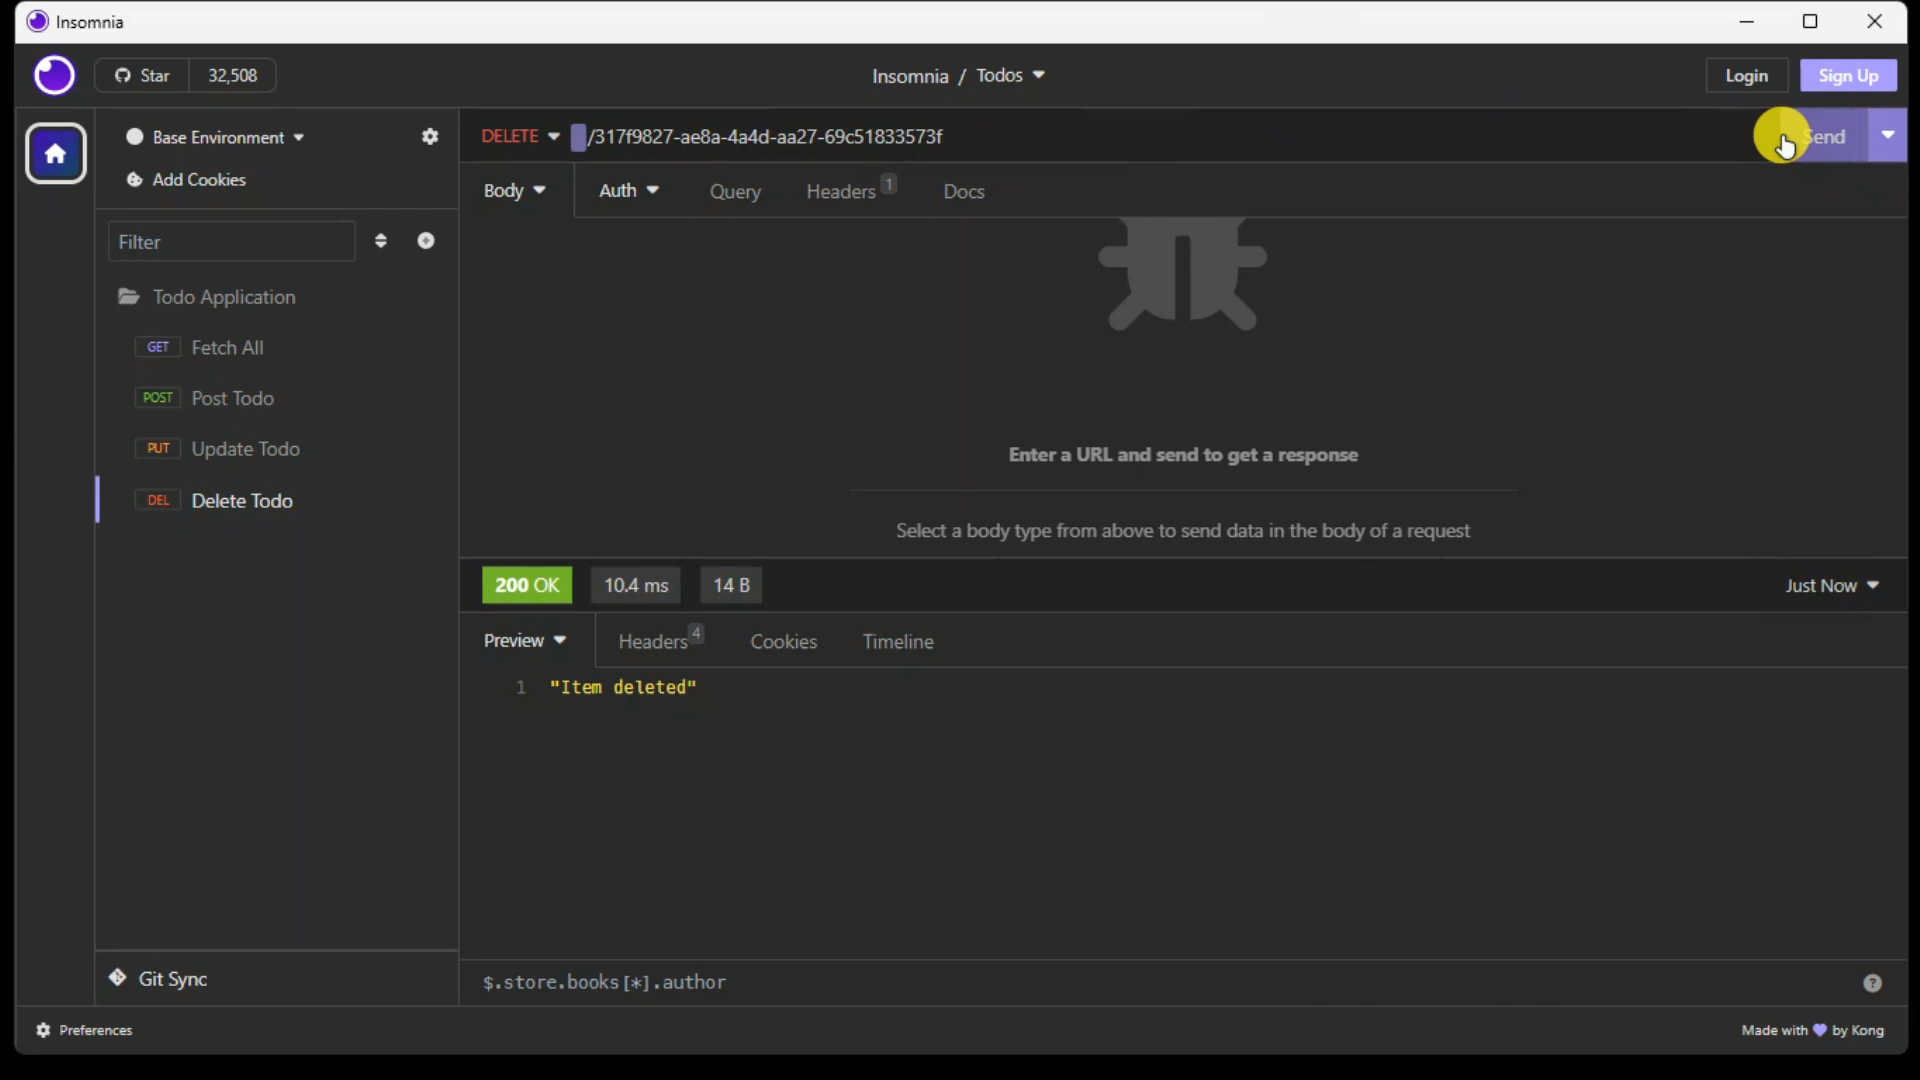 Insomnia
Star 32,508
Insomnia / Todos
Login
Sign Up
Base Environment
Add Cookies
DELETE /317f9827-ae8a-4a4d-aa27-69c51833573f
Send
Body Auth Query Headers 1 Docs
Filter
Todo Application
GET Fetch All
POST Post Todo
PUT Update Todo
DEL Delete Todo
Enter a URL and send to get a response
Select a body type from above to send data in the body of a request
200 OK 10.4 ms 14 B
Just Now
Preview Headers 4 Cookies Timeline
1 "Item deleted"
$.store.books[*].author
?
Git Sync
Preferences
Made with 💜 by Kong